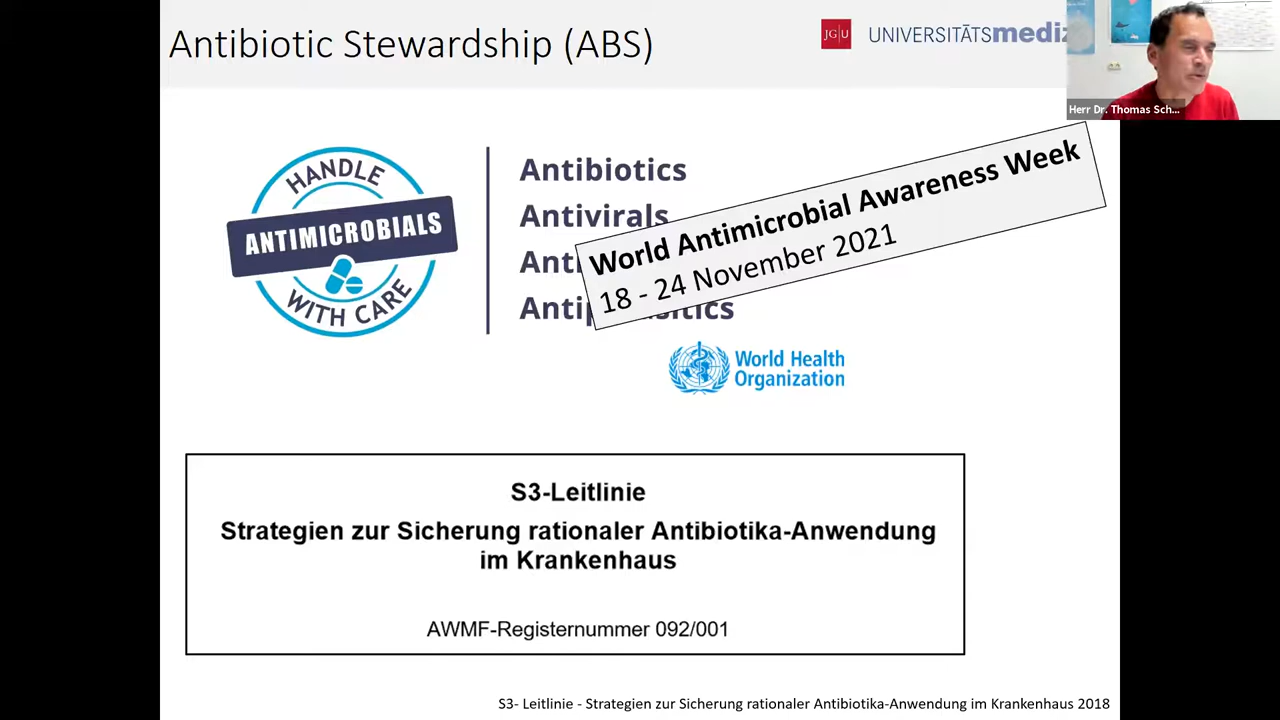 Antibiotic Stewardship (ABS)
JG|U UNIVERSITÄTSmediz
Herr Dr. Thomas Sch...
HANDLE
ANTIMICROBIALS
WITH CARE
Antibiotics
Antivirals
World Antimicrobial Awareness Week
18 - 24 November 2021
World Health
Organization
S3-Leitlinie
Strategien zur Sicherung rationaler Antibiotika-Anwendung
im Krankenhaus
AWMF-Registernummer 092/001
S3- Leitlinie - Strategien zur Sicherung rationaler Antibiotika-Anwendung im Krankenhaus 2018